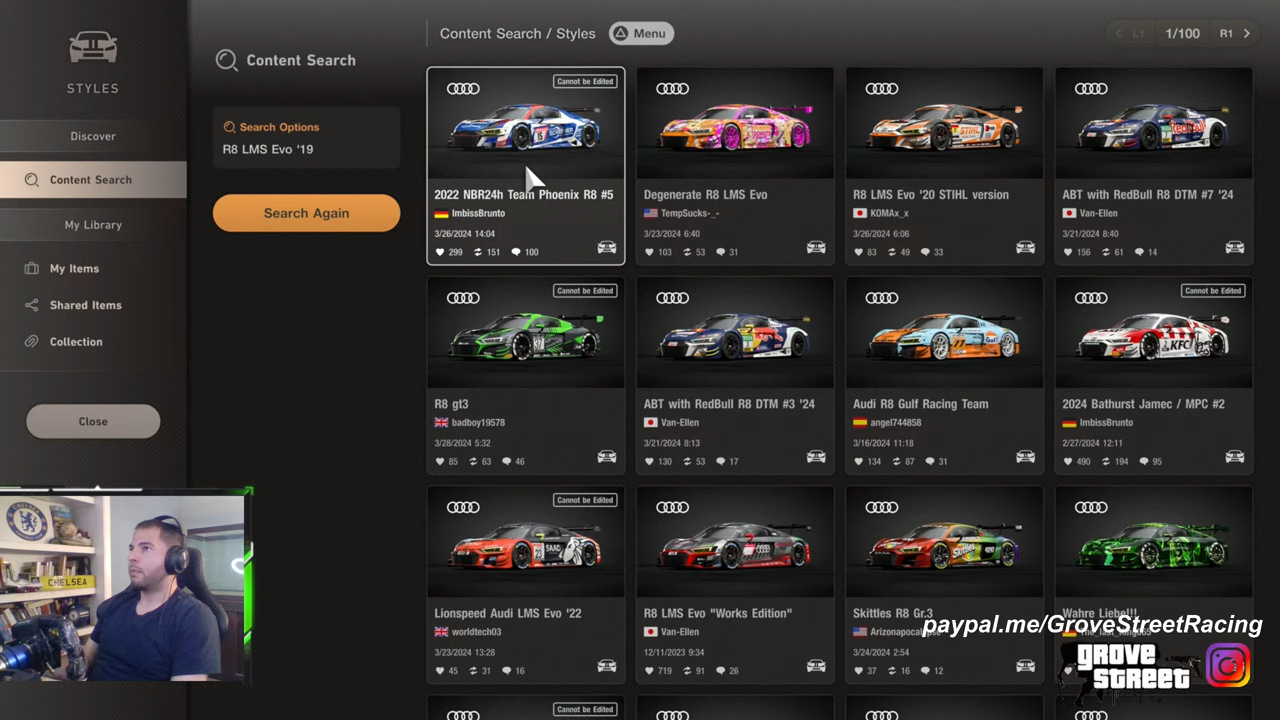 STYLES
Discover
Content Search
My Library
My Items
Shared Items
Collection
Close
Content Search
Search Options
R8 LMS Evo '19
Search Again
Content Search / Styles
Menu
L1
1/100
R1
Cannot be Edited
2022 NBR24h Team Phoenix R8 #5
ImbissBrunto
3/26/2024 14:04
299 151 100
Degenerate R8 LMS Evo
TempSucks-_-
3/23/2024 6:40
103 53 31
STIHL
R8 LMS Evo '20 STIHL version
KOMAx_x
3/26/2024 6:06
83 49 33
ABT with RedBull R8 DTM #7 '24
Van-Ellen
3/21/2024 8:40
156 61 14
Cannot be Edited
R8 gt3
badboy19578
3/28/2024 5:32
85 63 46
ABT with RedBull R8 DTM #3 '24
Van-Ellen
3/21/2024 8:13
130 53 17
Gulf
Audi R8 Gulf Racing Team
angel744858
3/16/2024 11:18
134 87 31
Cannot be Edited
KFC
2024 Bathurst Jamec / MPC #2
ImbissBrunto
2/27/2024 12:11
490 194 95
Cannot be Edited
SAAD
Lionspeed Audi LMS Evo '22
worldtech03
3/23/2024 13:28
45 31 16
R8 LMS Evo "Works Edition"
Van-Ellen
12/11/2023 9:34
719 91 26
Skittles
Skittles R8 Gr.3
3/24/2024 2:54
37 16 12
Wahre Liebe!!!
Cannot be Edited
CHELSEA
CHELSEA
paypal.me/GroveStreetRacing
GROVE
STREET